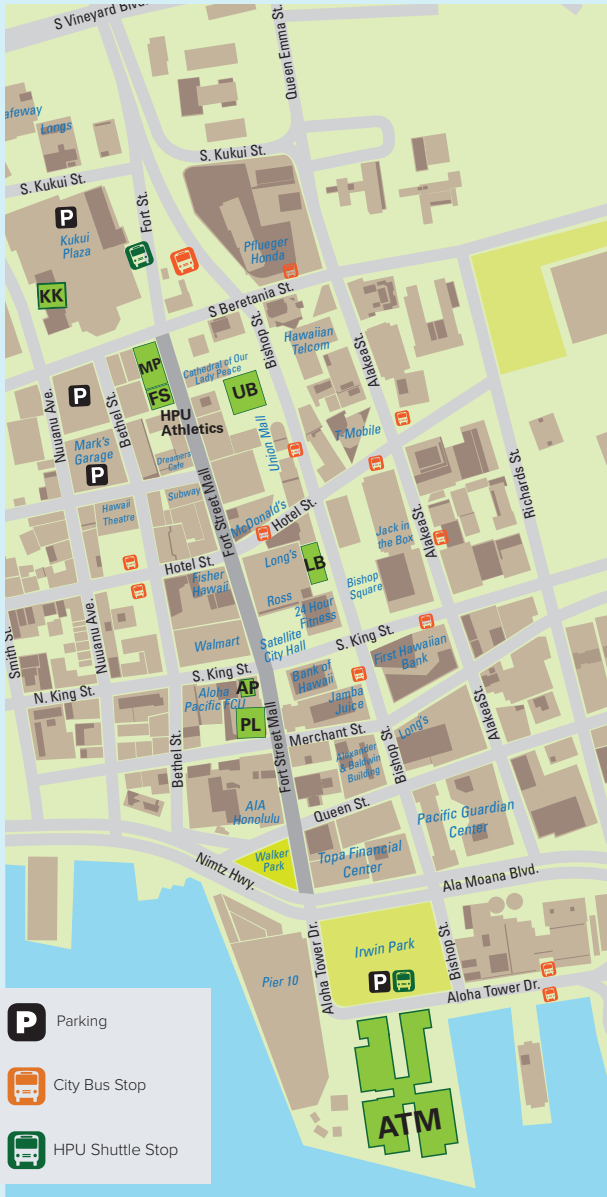 S Vineyard Blvd.
Queen Emma St.
afeway
Longs
S. Kukui St.
S. Kukui St.
Fort St.
P
Kukui
Plaza
Pflueger
Honda
KK
S Beretania St.
Bishop St.
Hawaiian
Telcom
Alakea St.
MP
FS
Cathedral of Our
Lady Peace
UB
HPU
Athletics
P
Nuuanu Ave.
Bethel St.
Mark's
Garage
P
Dreamers
Cafe
Union Mall
T-Mobile
Subway
Fort Street Mall
Hawaii
Theatre
McDonald's
Hotel St.
Jack in
the Box
Alakea St.
Richards St.
Hotel St.
Fisher
Hawaii
Long's
LB
Bishop
Square
Ross
24 Hour
Fitness
Smith St.
Nuuanu Ave.
Walmart
Satellite
City Hall
S. King St.
First Hawaiian
Bank
S. King St.
N. King St.
Aloha
Pacific FCU
AP
Bank of
Hawaii
Jamba
Juice
PL
Bethel St.
Fort Street Mall
Merchant St.
Alexander
& Baldwin
Building
Bishop St.
Long's
Alakea St.
AIA
Honolulu
Queen St.
Pacific Guardian
Center
Walker
Park
Topa Financial
Center
Nimtz Hwy.
Ala Moana Blvd.
Aloha Tower Dr.
Irwin Park
Bishop St.
Pier 10
P
Aloha Tower Dr.
ATM
P Parking
City Bus Stop
HPU Shuttle Stop